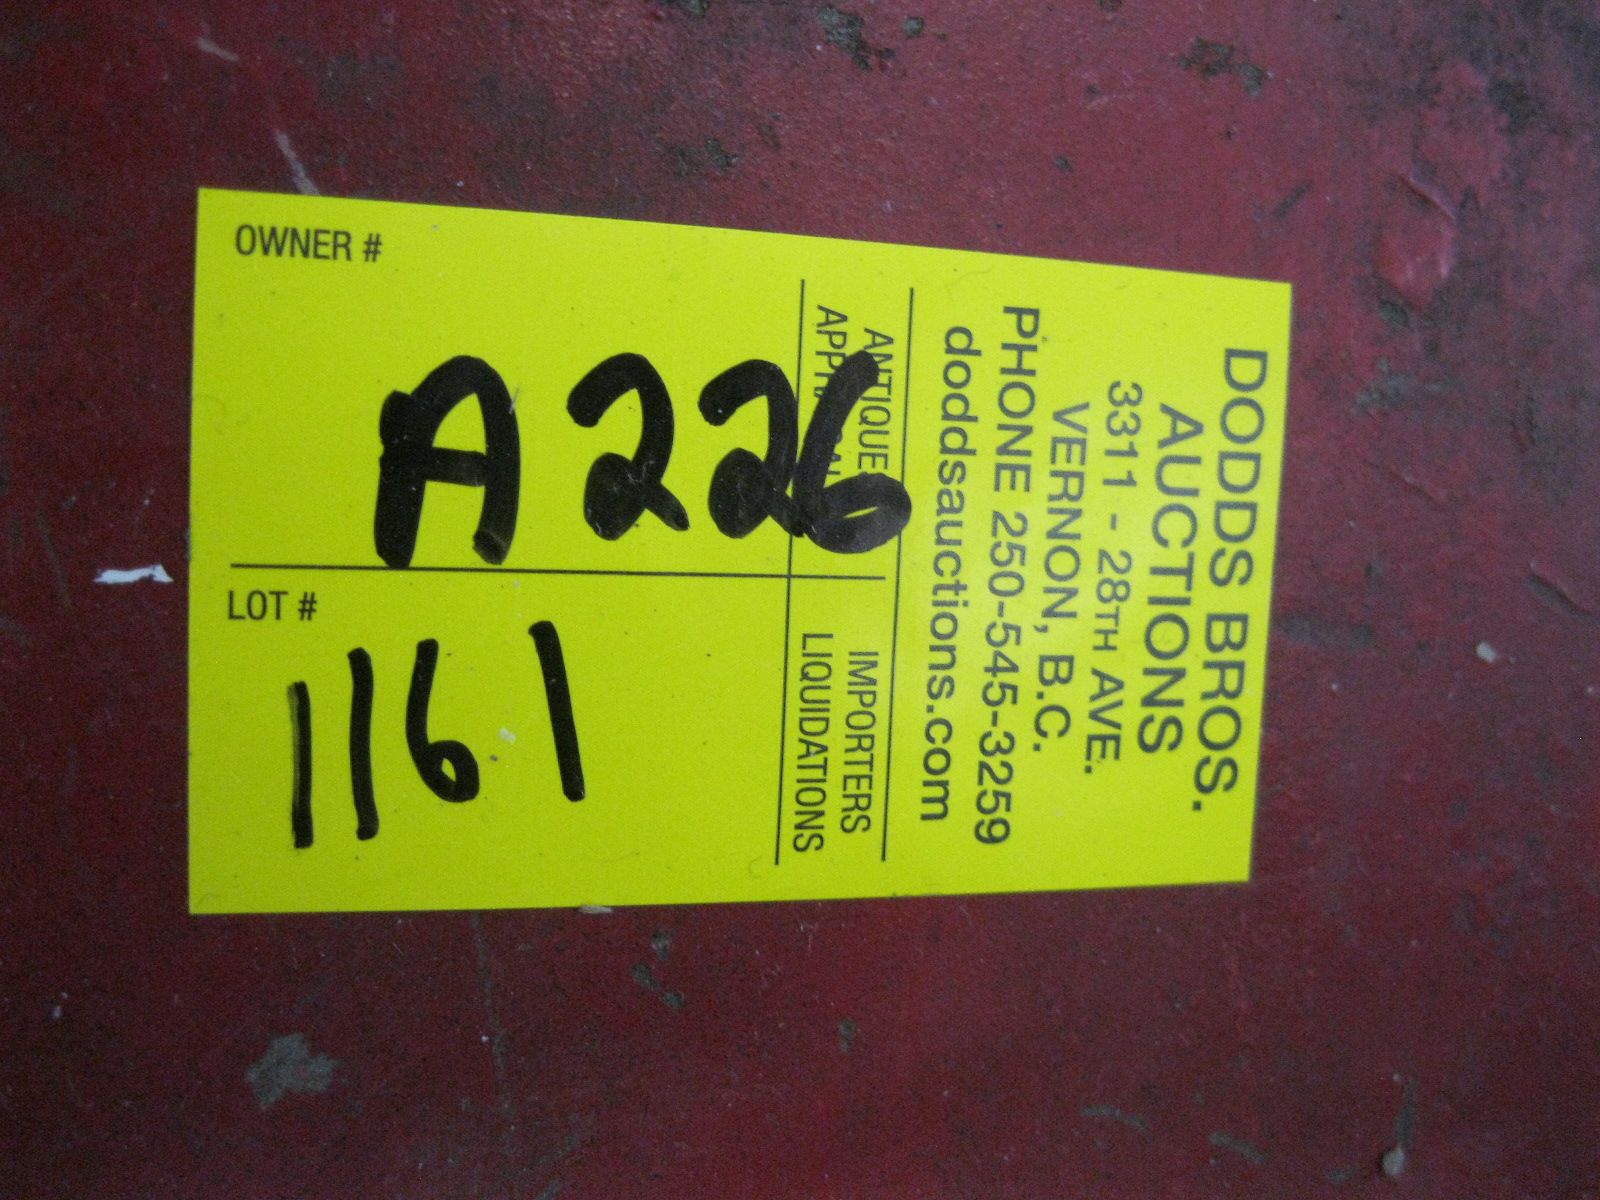 DODDS BROS.
AUCTIONS
3311 - 28TH AVE.
VERNON, B.C.
PHONE 250-545-3259
doddsauctions.com
ANTIQUE
IMPORTERS
LIQUIDATIONS
OWNER #
A226
LOT #
1161